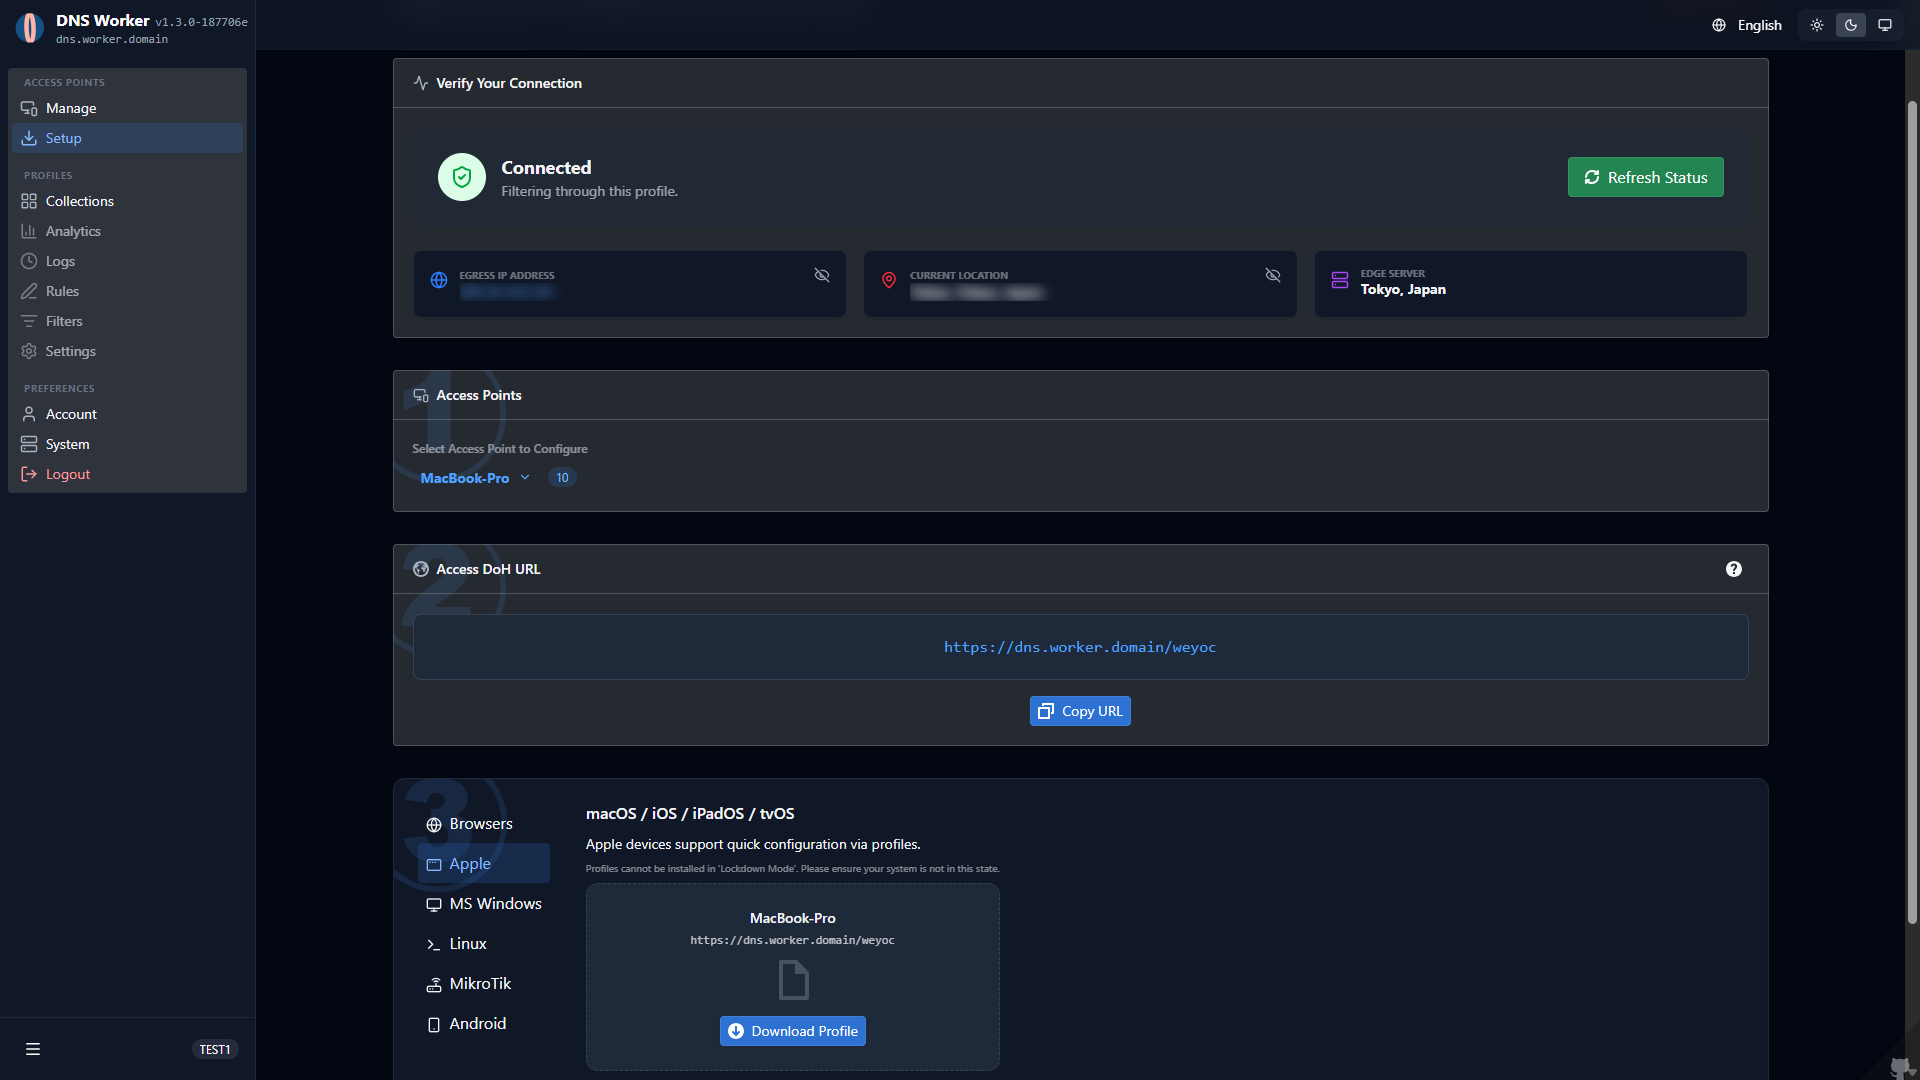 DNS Worker v1.3.0-187706e
dns.worker.domain
English
ACCESS POINTS
Manage
Setup
PROFILES
Collections
Analytics
Logs
Rules
Filters
Settings
PREFERENCES
Account
System
Logout
TEST1
Verify Your Connection
Connected
Filtering through this profile.
Refresh Status
EGRESS IP ADDRESS
CURRENT LOCATION
EDGE SERVER
Tokyo, Japan
1
Access Points
Select Access Point to Configure
MacBook-Pro 10
2
Access DoH URL
?
https://dns.worker.domain/weyoc
Copy URL
3
Browsers
Apple
MS Windows
Linux
MikroTik
Android
macOS / iOS / iPadOS / tvOS
Apple devices support quick configuration via profiles.
Profiles cannot be installed in 'Lockdown Mode'. Please ensure your system is not in this state.
MacBook-Pro
https://dns.worker.domain/weyoc
Download Profile